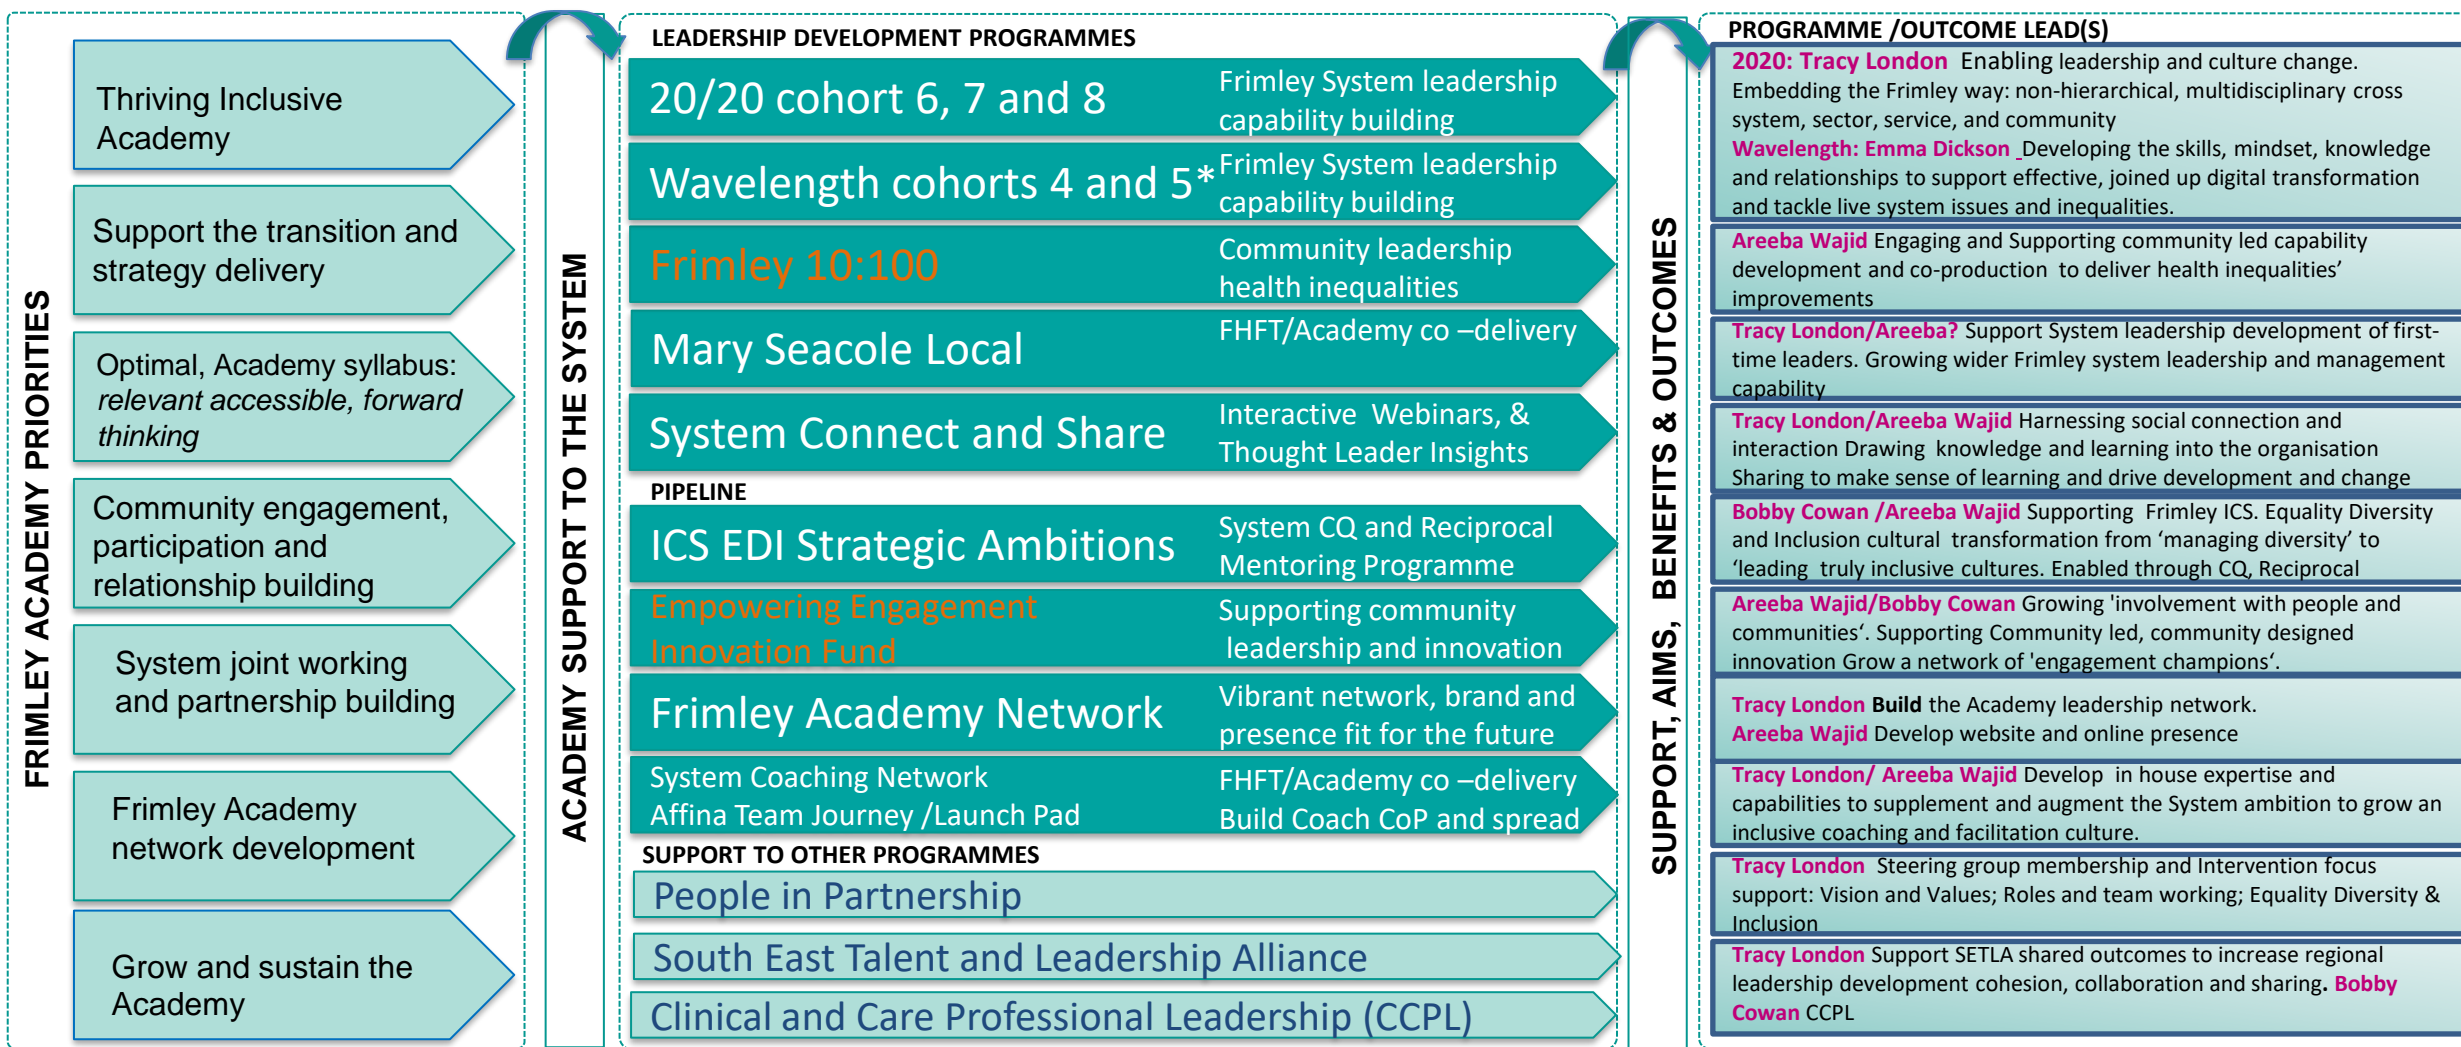 FRIMLEY ACADEMY PRIORITIES
Thriving Inclusive
Academy
Support the transition and
strategy delivery
Optimal, Academy syllabus:
relevant accessible, forward
thinking
Community engagement,
participation and
relationship building
System joint working
and partnership building
Frimley Academy
network development
Grow and sustain the
Academy
ACADEMY SUPPORT TO THE SYSTEM
LEADERSHIP DEVELOPMENT PROGRAMMES
20/20 cohort 6, 7 and 8
Frimley System leadership
capability building
Wavelength cohorts 4 and 5*
Frimley System leadership
capability building
Frimley 10:100
Community leadership
health inequalities
Mary Seacole Local
FHFT/Academy co –delivery
System Connect and Share
Interactive Webinars, &
Thought Leader Insights
PIPELINE
ICS EDI Strategic Ambitions
System CQ and Reciprocal
Mentoring Programme
Empowering Engagement
Innovation Fund
Supporting community
leadership and innovation
Frimley Academy Network
Vibrant network, brand and
presence fit for the future
System Coaching Network
Affina Team Journey /Launch Pad
FHFT/Academy co –delivery
Build Coach CoP and spread
SUPPORT TO OTHER PROGRAMMES
People in Partnership
South East Talent and Leadership Alliance
Clinical and Care Professional Leadership (CCPL)
SUPPORT, AIMS, BENEFITS & OUTCOMES
PROGRAMME /OUTCOME LEAD(S)
2020: Tracy London Enabling leadership and culture change.
Embedding the Frimley way: non-hierarchical, multidisciplinary cross
system, sector, service, and community
Wavelength: Emma Dickson Developing the skills, mindset, knowledge
and relationships to support effective, joined up digital transformation
and tackle live system issues and inequalities.
Areeba Wajid Engaging and Supporting community led capability
development and co-production to deliver health inequalities’
improvements
Tracy London/Areeba? Support System leadership development of first-
time leaders. Growing wider Frimley system leadership and management
capability
Tracy London/Areeba Wajid Harnessing social connection and
interaction Drawing knowledge and learning into the organisation
Sharing to make sense of learning and drive development and change
Bobby Cowan /Areeba Wajid Supporting Frimley ICS. Equality Diversity
and Inclusion cultural transformation from ‘managing diversity’ to
‘leading truly inclusive cultures. Enabled through CQ, Reciprocal
Areeba Wajid/Bobby Cowan Growing 'involvement with people and
communities‘. Supporting Community led, community designed
innovation Grow a network of 'engagement champions‘.
Tracy London Build the Academy leadership network.
Areeba Wajid Develop website and online presence
Tracy London/ Areeba Wajid Develop in house expertise and
capabilities to supplement and augment the System ambition to grow an
inclusive coaching and facilitation culture.
Tracy London Steering group membership and Intervention focus
support: Vision and Values; Roles and team working; Equality Diversity &
Inclusion
Tracy London Support SETLA shared outcomes to increase regional
leadership development cohesion, collaboration and sharing. Bobby
Cowan CCPL